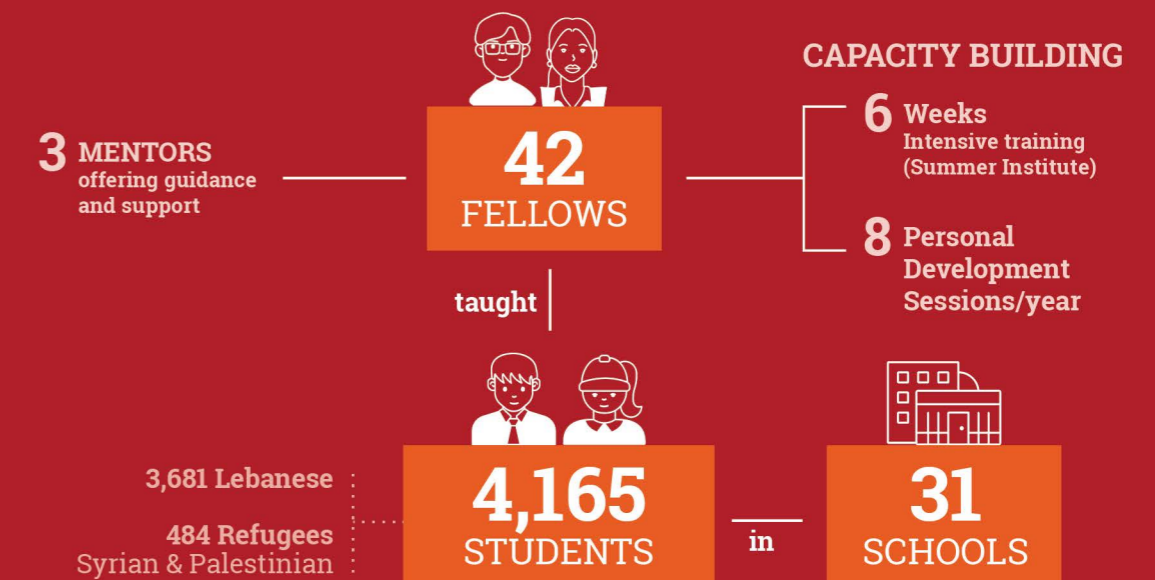 3 MENTORS
offering guidance
and support
42
FELLOWS
CAPACITY BUILDING
6 Weeks
Intensive training
(Summer Institute)
8 Personal
Development
Sessions/year
taught
3,681 Lebanese
484 Refugees
Syrian & Palestinian
4,165
STUDENTS
in
31
SCHOOLS